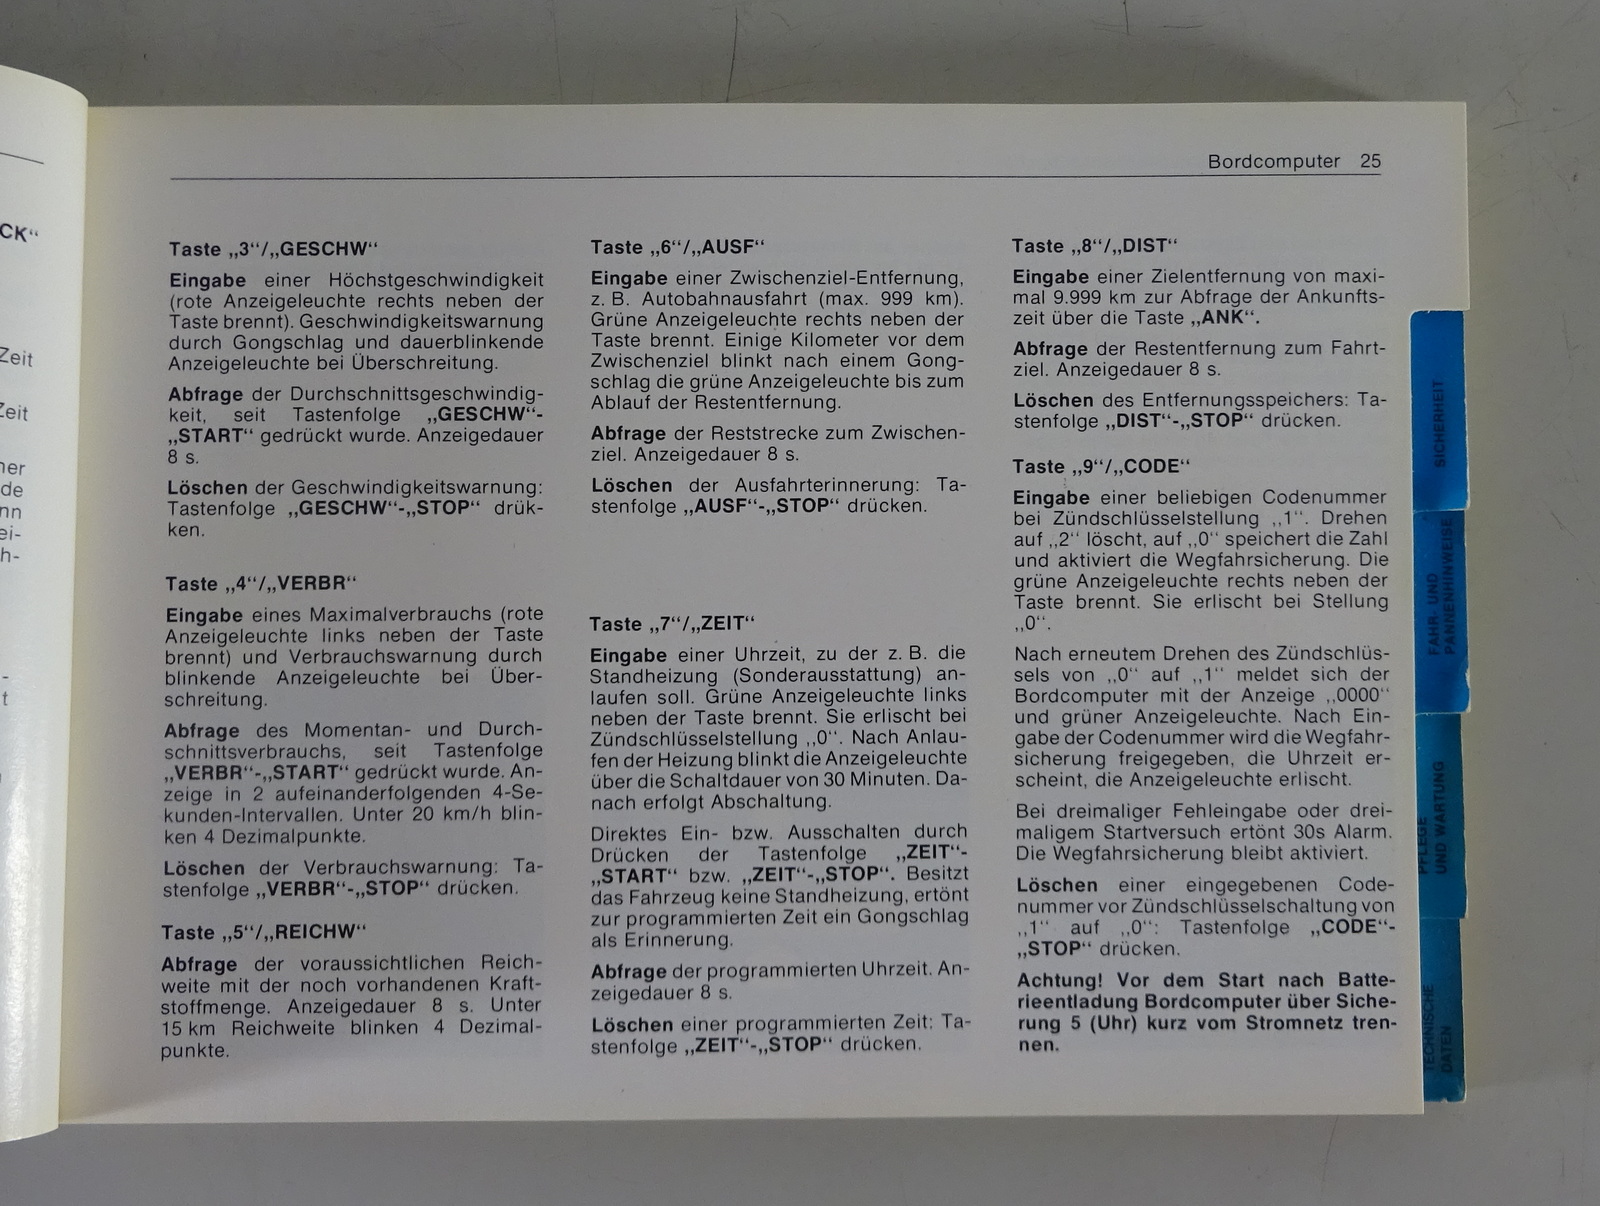 CK“
Zeit
Zeit
ner
de
nn
ei-
h-
-
t
Bordcomputer 25
Taste „3“/„GESCHW“
Eingabe einer Höchstgeschwindigkeit
(rote Anzeigeleuchte rechts neben der
Taste brennt). Geschwindigkeitswarnung
durch Gongschlag und dauerblinkende
Anzeigeleuchte bei Überschreitung.
Abfrage der Durchschnittsgeschwindig-
keit, seit Tastenfolge „GESCHW“-
„START“ gedrückt wurde. Anzeigedauer
8 s.
Löschen der Geschwindigkeitswarnung:
Tastenfolge „GESCHW“-„STOP“ drük-
ken.
Taste „4“/„VERBR“
Eingabe eines Maximalverbrauchs (rote
Anzeigeleuchte links neben der Taste
brennt) und Verbrauchswarnung durch
blinkende Anzeigeleuchte bei Über-
schreitung.
Abfrage des Momentan- und Durch-
schnittsverbrauchs, seit Tastenfolge
„VERBR“-„START“ gedrückt wurde. An-
zeige in 2 aufeinanderfolgenden 4-Se-
kunden-Intervallen. Unter 20 km/h blin-
ken 4 Dezimalpunkte.
Löschen der Verbrauchswarnung: Ta-
stenfolge „VERBR“-„STOP“ drücken.
Taste „5“/„REICHW“
Abfrage der voraussichtlichen Reich-
weite mit der noch vorhandenen Kraft-
stoffmenge. Anzeigedauer 8 s. Unter
15 km Reichweite blinken 4 Dezimal-
punkte.
Taste „6“/„AUSF“
Eingabe einer Zwischenziel-Entfernung,
z. B. Autobahnausfahrt (max. 999 km).
Grüne Anzeigeleuchte rechts neben der
Taste brennt. Einige Kilometer vor dem
Zwischenziel blinkt nach einem Gong-
schlag die grüne Anzeigeleuchte bis zum
Ablauf der Restentfernung.
Abfrage der Reststrecke zum Zwischen-
ziel. Anzeigedauer 8 s.
Löschen der Ausfahrterinnerung: Ta-
stenfolge „AUSF“-„STOP“ drücken.
Taste „7“/„ZEIT“
Eingabe einer Uhrzeit, zu der z. B. die
Standheizung (Sonderausstattung) an-
laufen soll. Grüne Anzeigeleuchte links
neben der Taste brennt. Sie erlischt bei
Zündschlüsselstellung „0“. Nach Anlau-
fen der Heizung blinkt die Anzeigeleuchte
über die Schaltdauer von 30 Minuten. Da-
nach erfolgt Abschaltung.
Direktes Ein- bzw. Ausschalten durch
Drücken der Tastenfolge „ZEIT“-
„START“ bzw. „ZEIT“-„STOP“. Besitzt
das Fahrzeug keine Standheizung, ertönt
zur programmierten Zeit ein Gongschlag
als Erinnerung.
Abfrage der programmierten Uhrzeit. An-
zeigedauer 8 s.
Löschen einer programmierten Zeit: Ta-
stenfolge „ZEIT“-„STOP“ drücken.
Taste „8“/„DIST“
Eingabe einer Zielentfernung von maxi-
mal 9.999 km zur Abfrage der Ankunfts-
zeit über die Taste „ANK“.
Abfrage der Restentfernung zum Fahrt-
ziel. Anzeigedauer 8 s.
Löschen des Entfernungsspeichers: Ta-
stenfolge „DIST“-„STOP“ drücken.
Taste „9“/„CODE“
Eingabe einer beliebigen Codenummer
bei Zündschlüsselstellung „1“. Drehen
auf „2“ löscht, auf „0“ speichert die Zahl
und aktiviert die Wegfahrsicherung. Die
grüne Anzeigeleuchte rechts neben der
Taste brennt. Sie erlischt bei Stellung
„0“.
Nach erneutem Drehen des Zündschlüs-
sels von „0“ auf „1“ meldet sich der
Bordcomputer mit der Anzeige „0000“
und grüner Anzeigeleuchte. Nach Ein-
gabe der Codenummer wird die Wegfahr-
sicherung freigegeben, die Uhrzeit er-
scheint, die Anzeigeleuchte erlischt.
Bei dreimaliger Fehleingabe oder drei-
maligem Startversuch ertönt 30s Alarm.
Die Wegfahrsicherung bleibt aktiviert.
Löschen einer eingegebenen Code-
nummer vor Zündschlüsselschaltung von
„1“ auf „0“: Tastenfolge „CODE“-
„STOP“ drücken.
Achtung! Vor dem Start nach Batte-
rieentladung Bordcomputer über Siche-
rung 5 (Uhr) kurz vom Stromnetz tren-
nen.
SICHERHEIT
FAHR- UND
PANNENHINWEISE
PFLEGE
UND WARTUNG
TECHNISCHE
DATEN